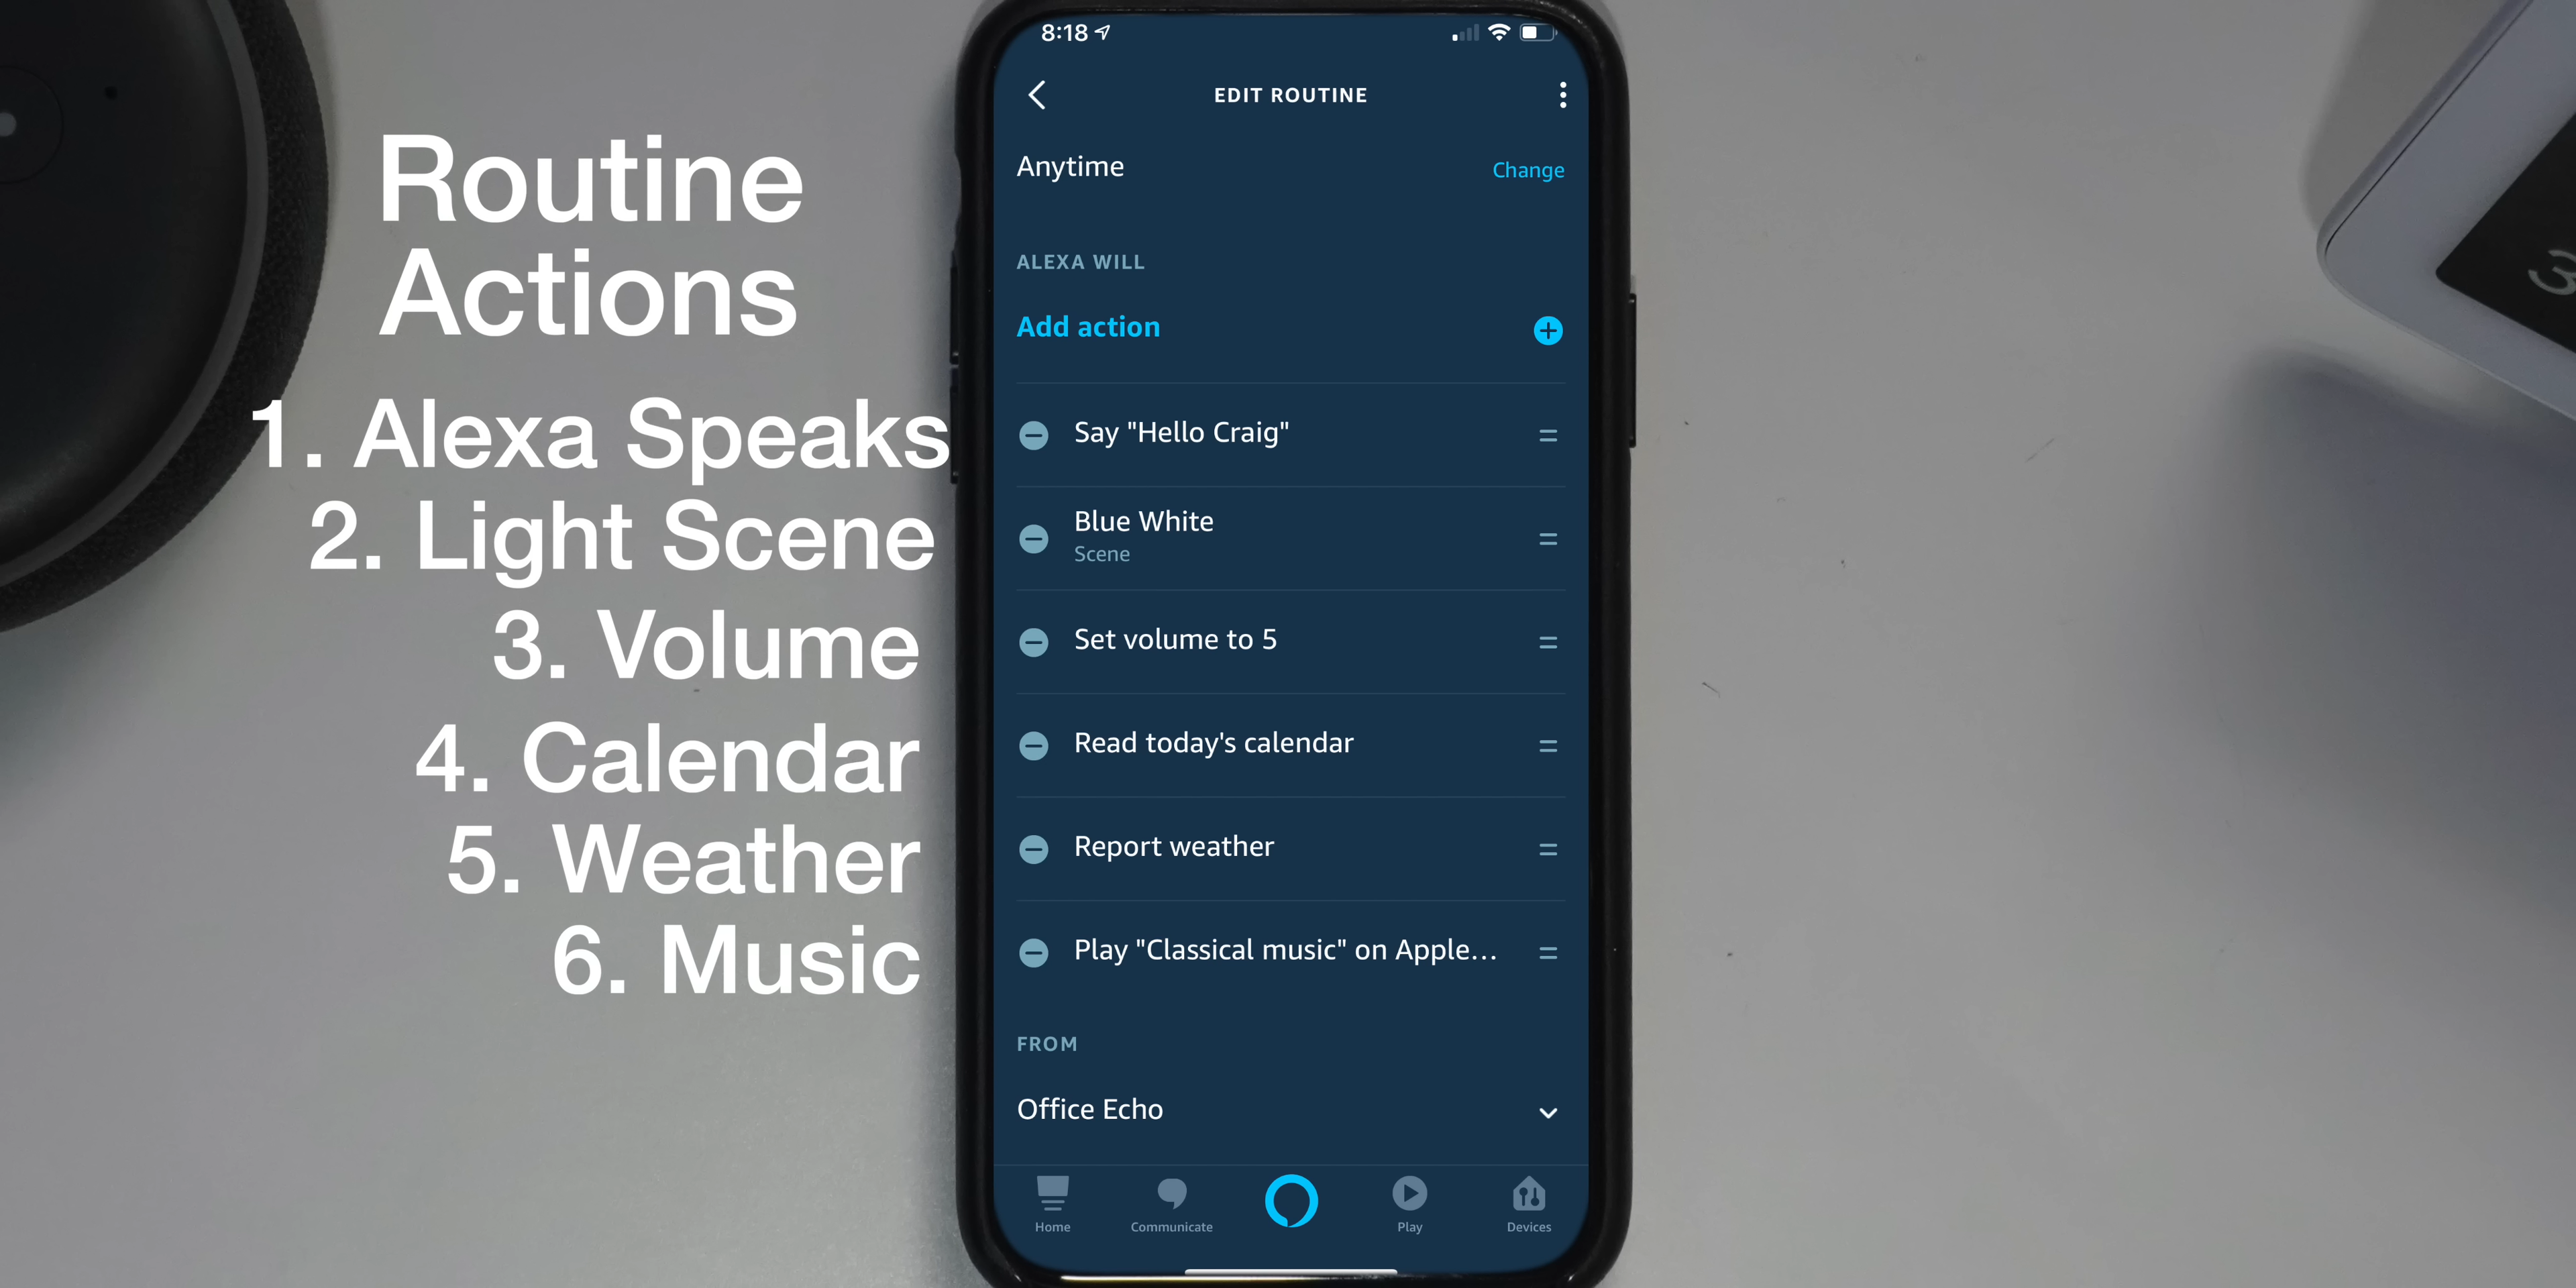 Routine
Actions
1. Alexa Speaks
2. Light Scene
3. Volume
4. Calendar
5. Weather
6. Music
8:18
EDIT ROUTINE
Anytime
Change
ALEXA WILL
Add action
Say "Hello Craig"
Blue White
Scene
Set volume to 5
Read today's calendar
Report weather
Play "Classical music" on Apple...
FROM
Office Echo
Home
Communicate
Play
Devices
3